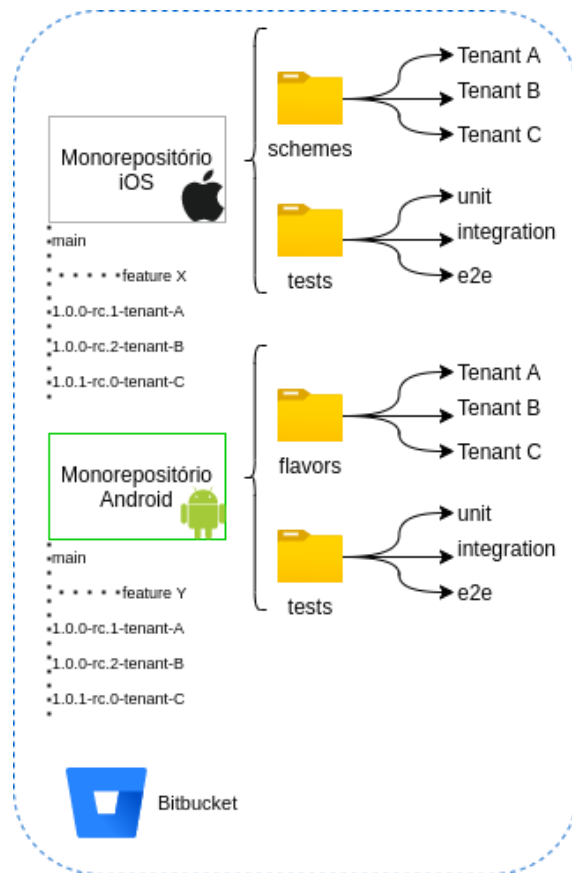 Monorepositório
iOS
main
feature X
1.0.0-rc.1-tenant-A
1.0.0-rc.2-tenant-B
1.0.1-rc.0-tenant-C
schemes
Tenant A
Tenant B
Tenant C
tests
unit
integration
e2e
Monorepositório
Android
main
feature Y
1.0.0-rc.1-tenant-A
1.0.0-rc.2-tenant-B
1.0.1-rc.0-tenant-C
flavors
Tenant A
Tenant B
Tenant C
tests
unit
integration
e2e
Bitbucket